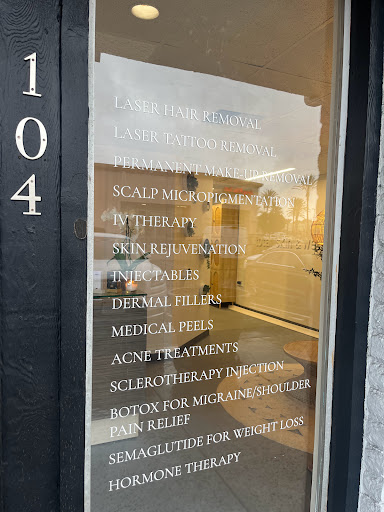 104
LASER HAIR REMOVAL
LASER TATTOO REMOVAL
PERMANENT MAKE-UP REMOVAL
SCALP MICROPIGMENTATION
IV THERAPY
SKIN REJUVENATION
INJECTABLES
DERMAL FILLERS
MEDICAL PEELS
ACNE TREATMENTS
SCLEROTHERAPY INJECTION
BOTOX FOR MIGRAINE/SHOULDER
PAIN RELIEF
SEMAGLUTIDE FOR WEIGHT LOSS
HORMONE THERAPY